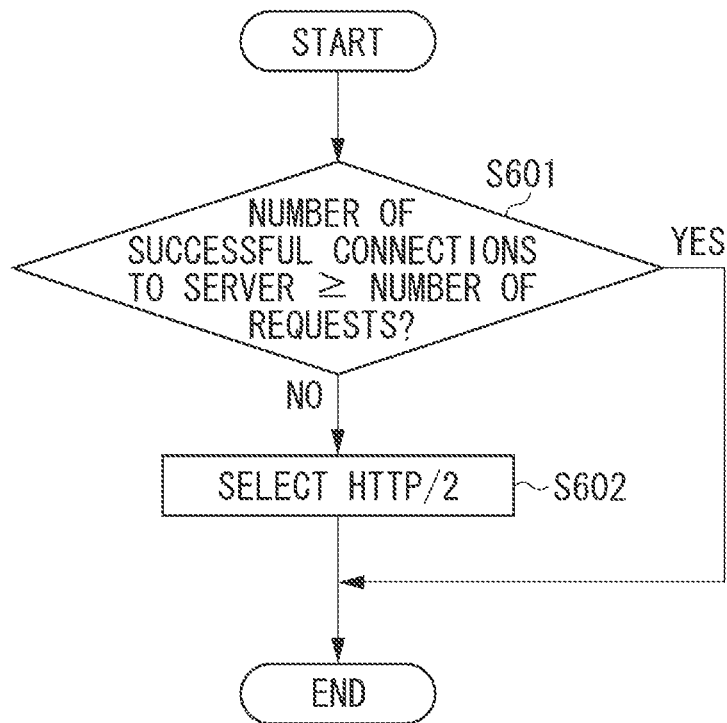 START
S601
NUMBER OF
SUCCESSFUL CONNECTIONS
TO SERVER ≥ NUMBER OF
REQUESTS?
YES
NO
SELECT HTTP/2
S602
END